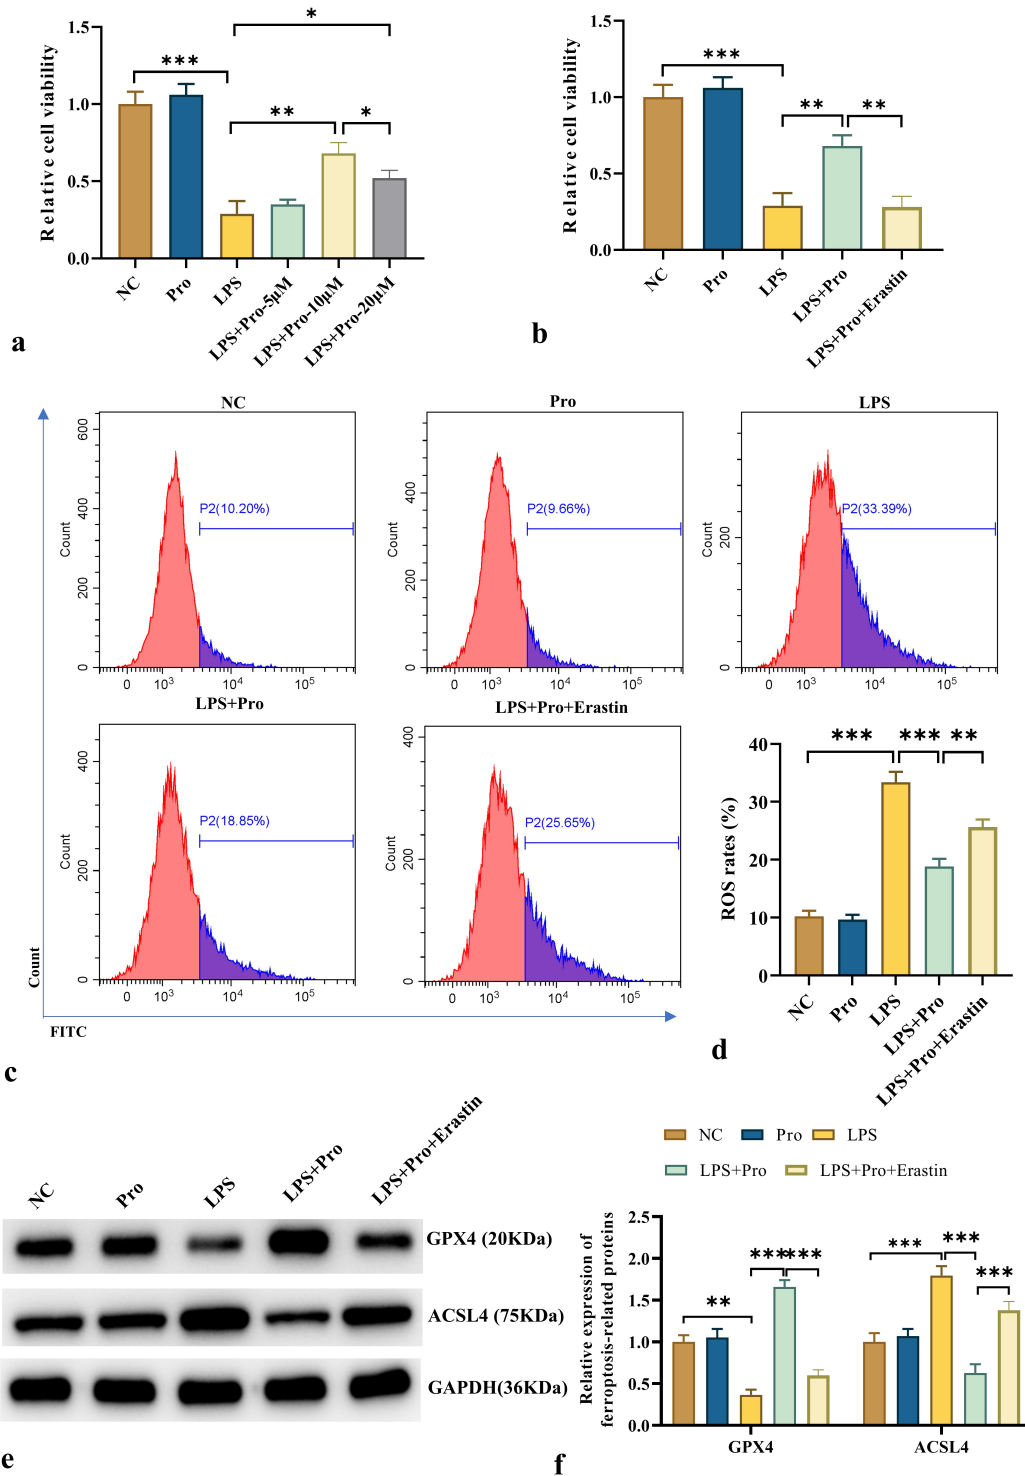 Relative cell viability
1.5
1.0
0.5
0.0
***
**
*
*
NC
Pro
LPS
LPS+Pro-5μM
LPS+Pro-10μM
LPS+Pro-20μM
a
Relative cell viability
1.5
1.0
0.5
0.0
***
**
**
NC
Pro
LPS
LPS+Pro
LPS+Pro+Erastin
b
NC
Count
600
400
200
0
P2(10.20%)
0 10³ 10⁴ 10⁵
Pro
Count
400
200
0
P2(9.66%)
0 10³ 10⁴ 10⁵
LPS
Count
200
0
P2(33.39%)
0 10³ 10⁴ 10⁵
LPS+Pro
Count
400
200
0
P2(18.85%)
0 10³ 10⁴ 10⁵
LPS+Pro+Erastin
Count
400
200
0
P2(25.65%)
0 10³ 10⁴ 10⁵
Count
FITC
c
ROS rates (%)
40
30
20
10
0
*** *** **
NC
Pro
LPS
LPS+Pro
LPS+Pro+Erastin
d
NC
Pro
LPS
LPS+Pro
LPS+Pro+Erastin
GPX4 (20KDa)
ACSL4 (75KDa)
GAPDH(36KDa)
e
NC Pro LPS
LPS+Pro LPS+Pro+Erastin
Relative expression of
ferroptosis-related proteins
2.5
2.0
1.5
1.0
0.5
0.0
**
***
***
***
***
***
GPX4 ACSL4
f